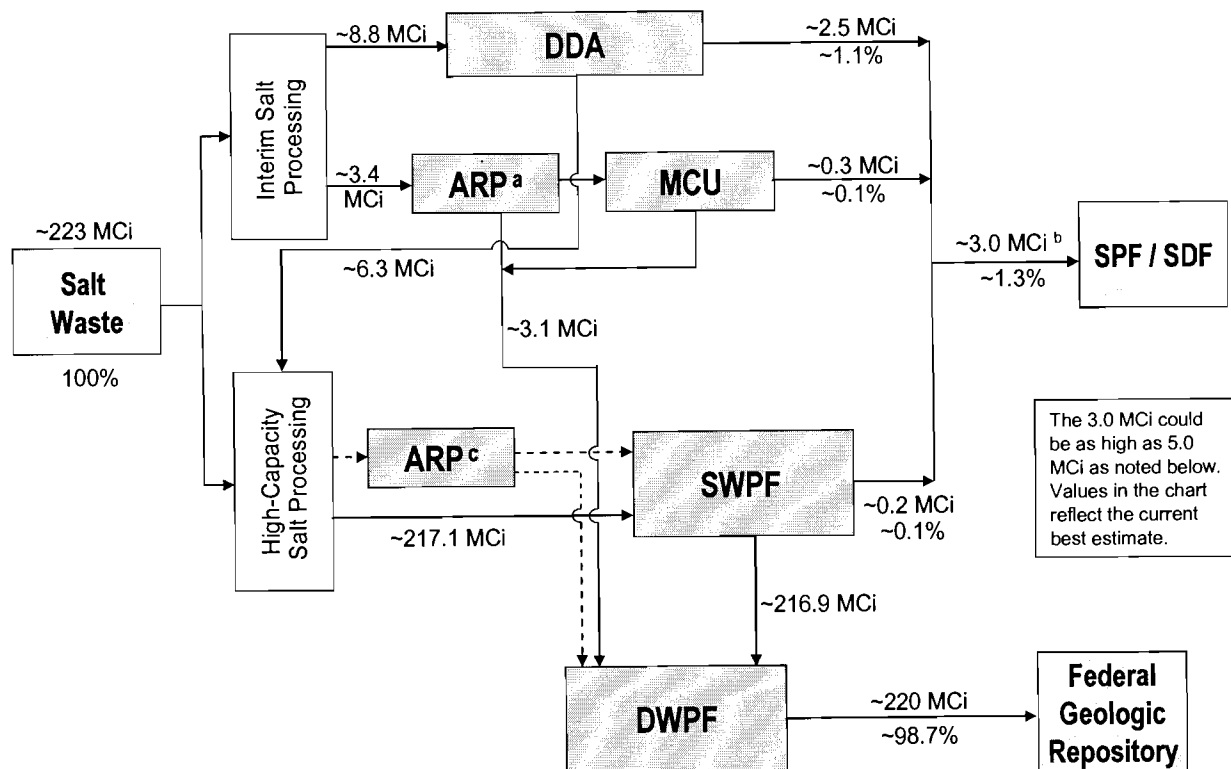 ~8.8 MCi
DDA
~2.5 MCi
~1.1%
Interim Salt
Processing
~3.4
MCi
ARP a
MCU
~0.3 MCi
~0.1%
~223 MCi
Salt
Waste
100%
~6.3 MCi
~3.1 MCi
~3.0 MCi b
~1.3%
SPF / SDF
High-Capacity
Salt Processing
ARP c
~217.1 MCi
SWPF
~0.2 MCi
~0.1%
The 3.0 MCi could
be as high as 5.0
MCi as noted below.
Values in the chart
reflect the current
best estimate.
~216.9 MCi
DWPF
~220 MCi
~98.7%
Federal
Geologic
Repository